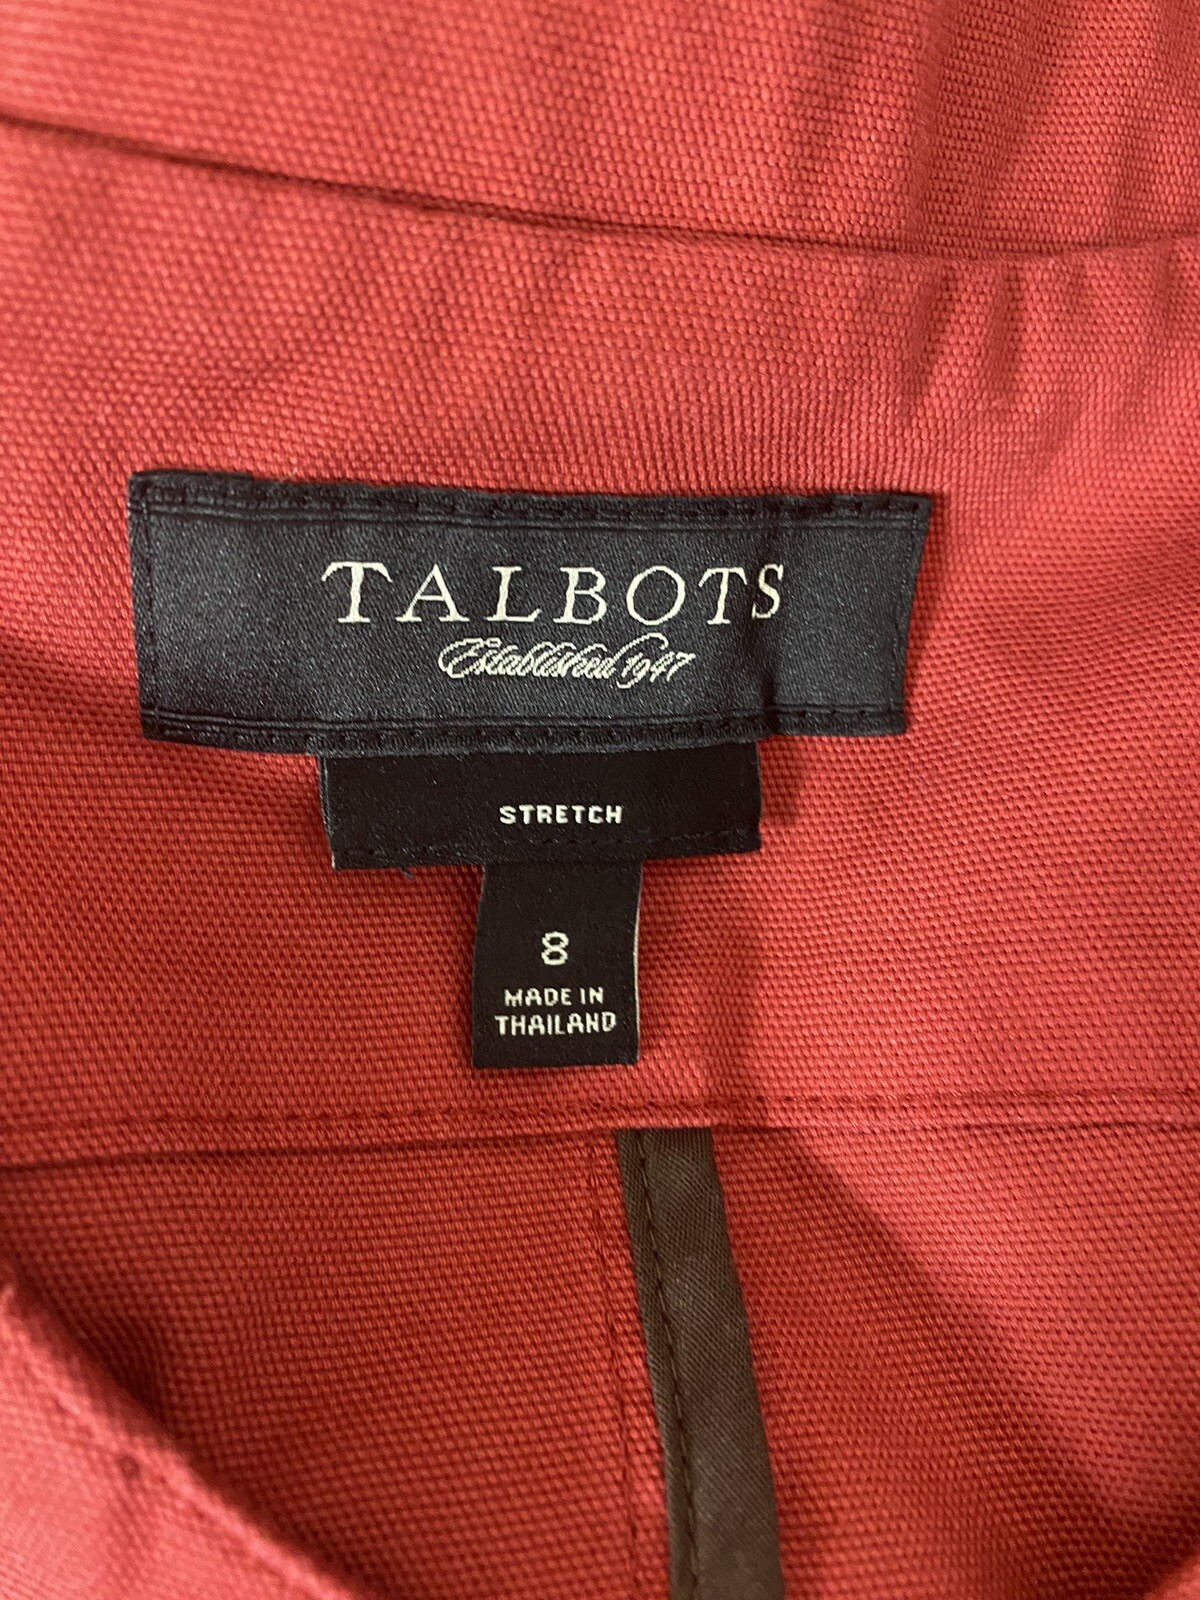 TALBOTS
Established 1947
STRETCH
8
MADE IN
THAILAND